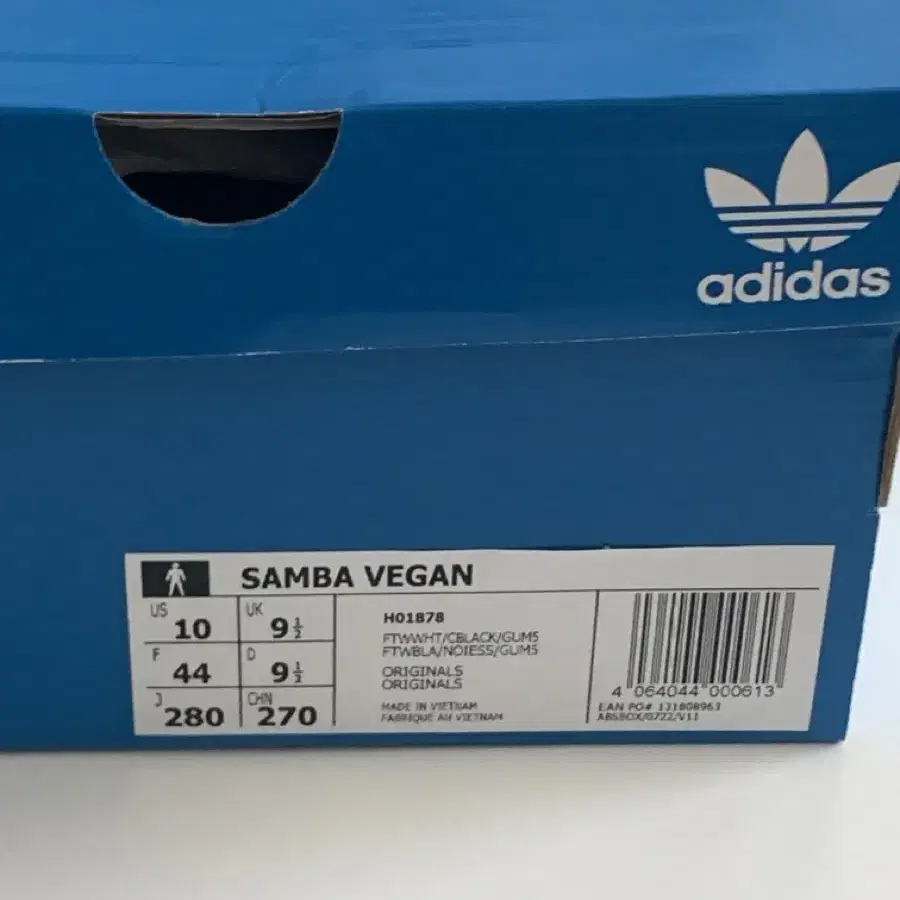 adidas
SAMBA VEGAN
US 10 UK 9½
F 44 D 9½
J 280 CHN 270
H01878
FTWWHT/CBLACK/GUM5
FTWBLA/NOIESS/GUM5
ORIGINALS
ORIGINALS
MADE IN VIETNAM
FABRIQUE AU VIETNAM
4 064044 000613
EAN PO# 131808963
ABSBOX/0722/V11